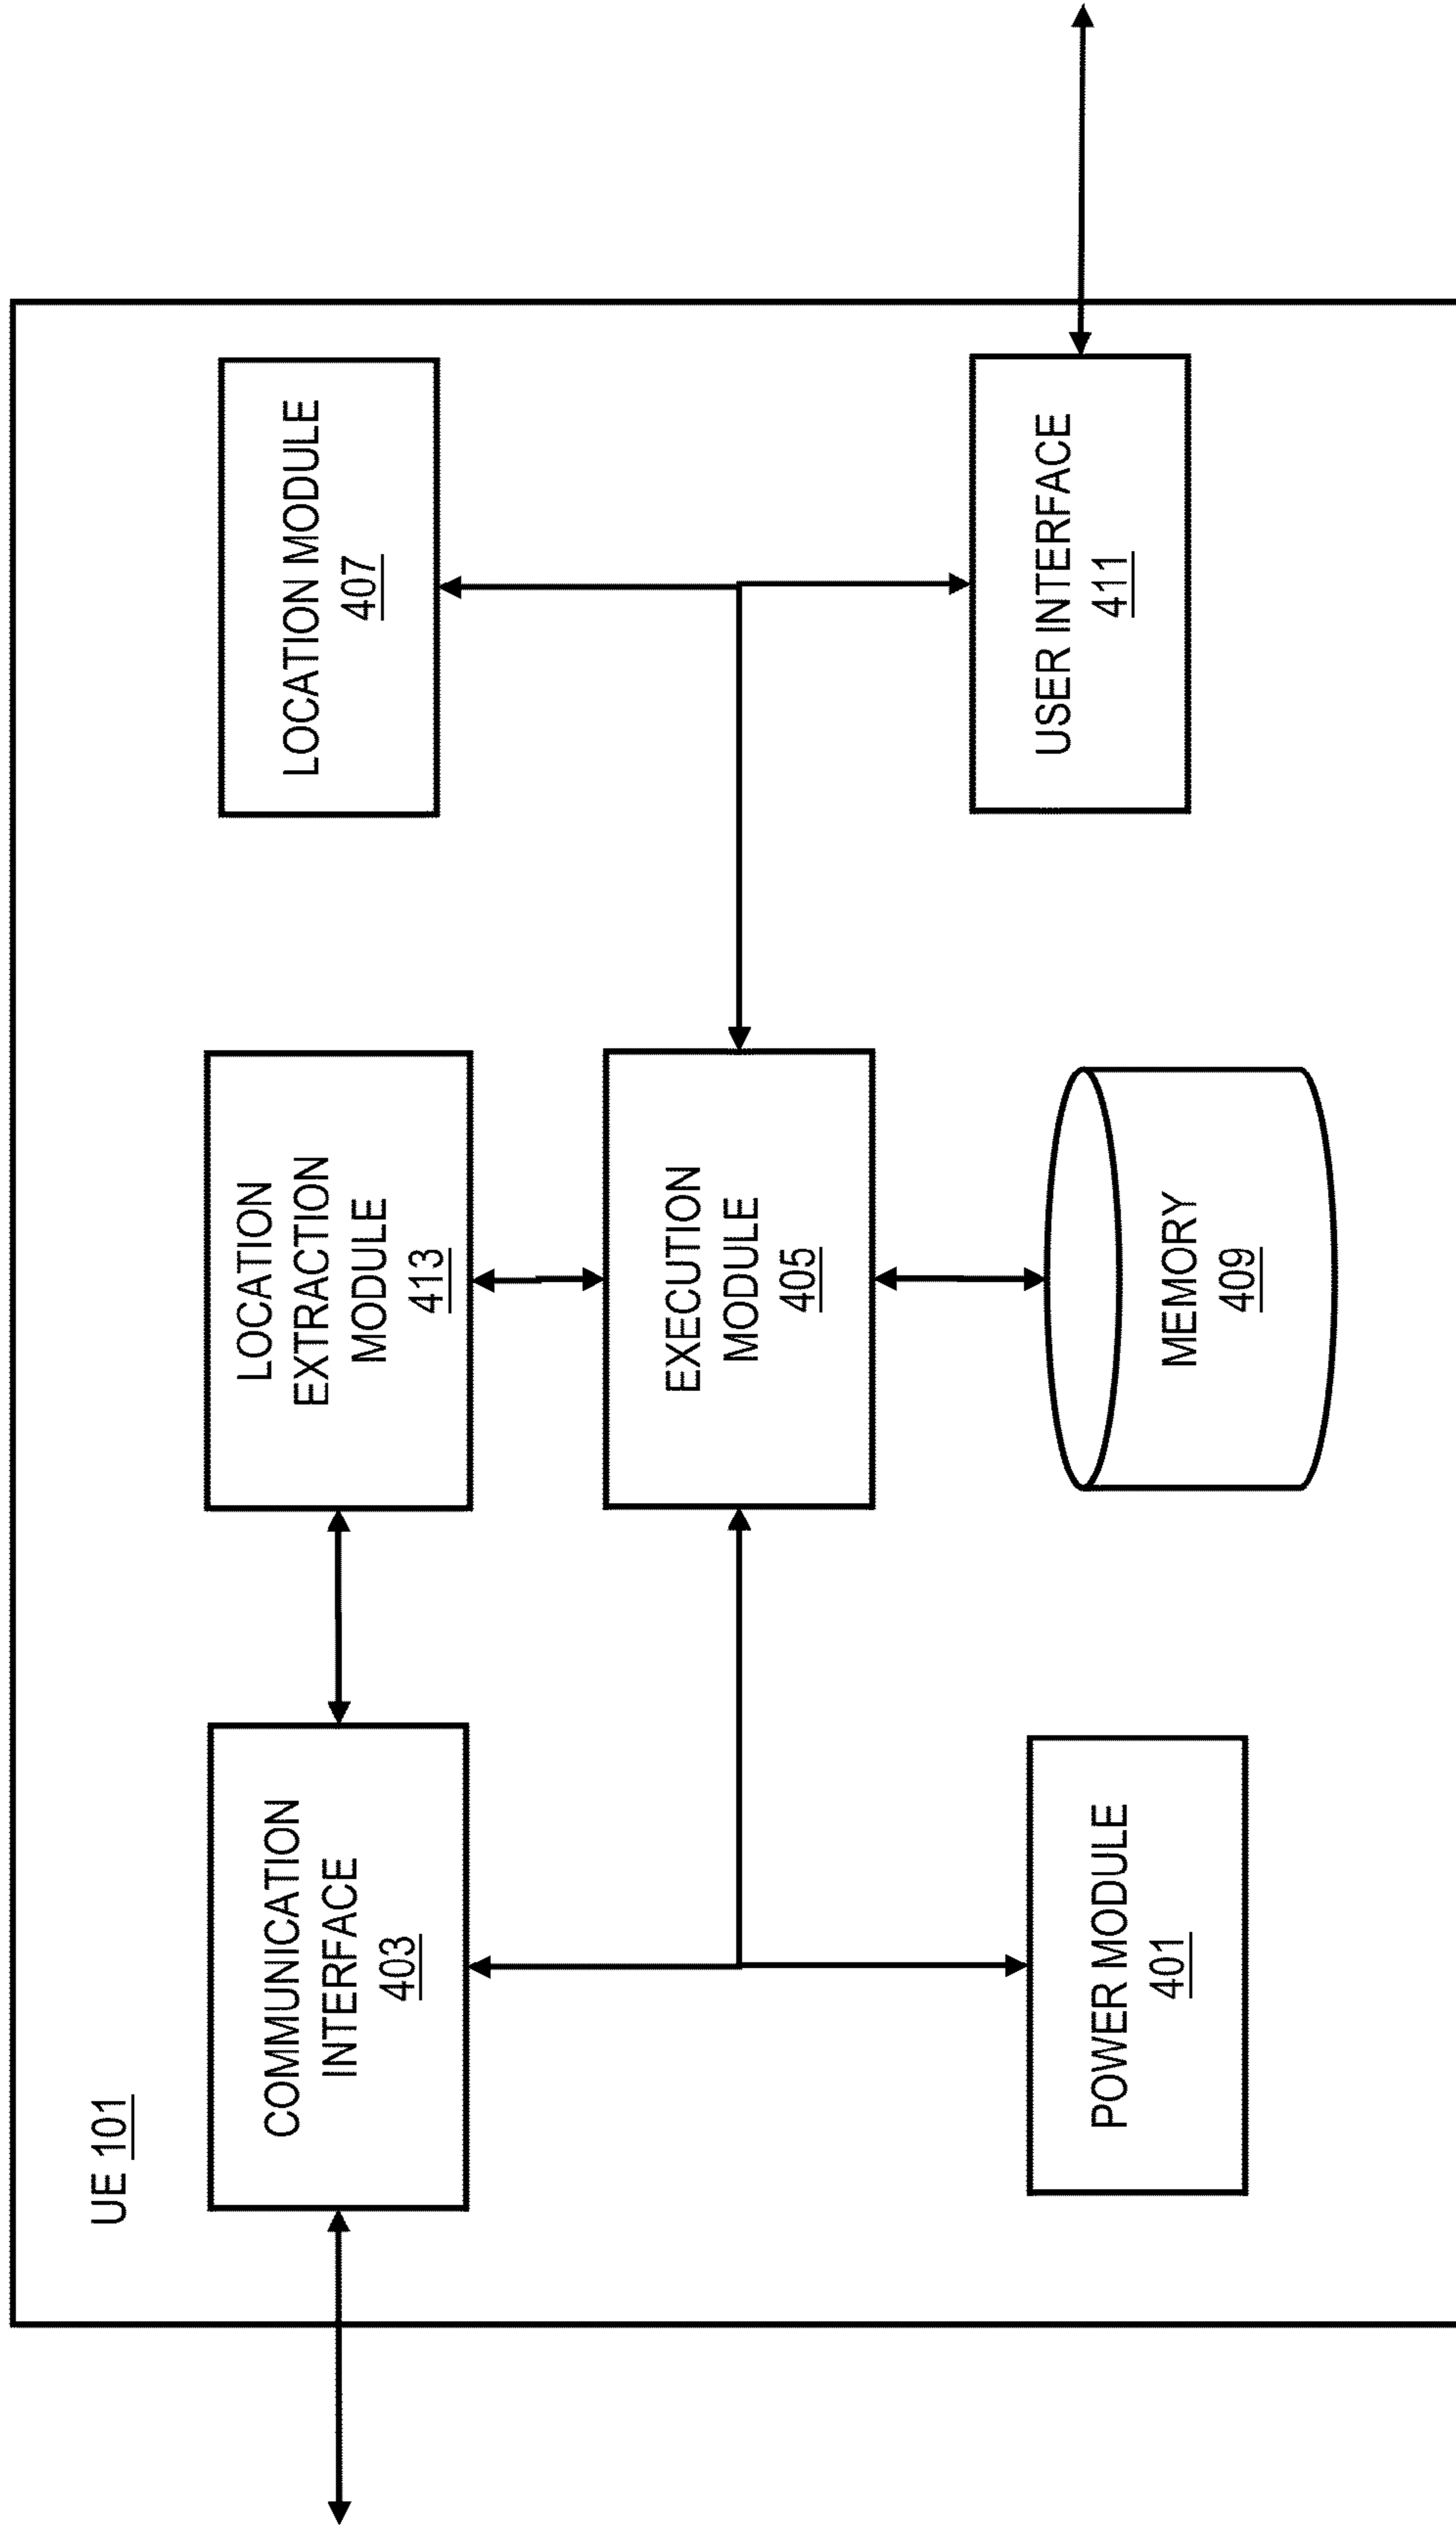 UE 101
COMMUNICATION
INTERFACE
403
LOCATION
EXTRACTION
MODULE
413
LOCATION MODULE
407
EXECUTION
MODULE
405
POWER MODULE
401
MEMORY
409
USER INTERFACE
411